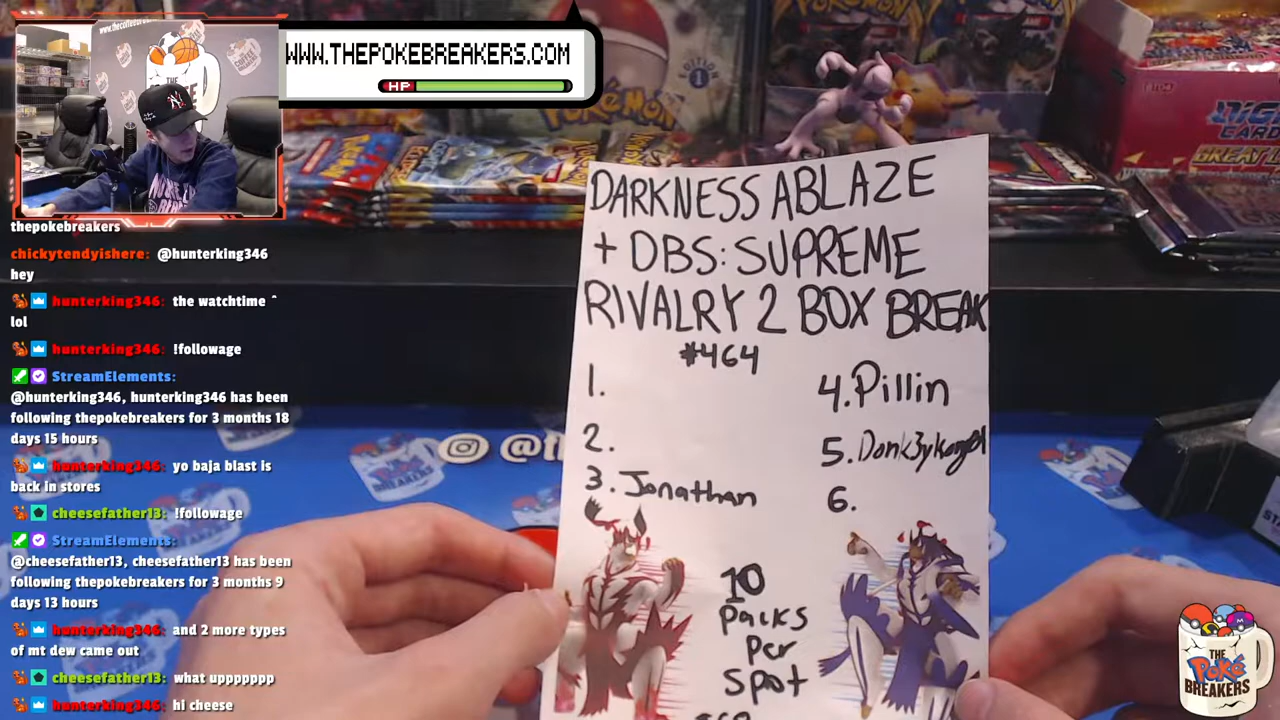 WWW.THEPOKEBREAKERS.COM
HP
thepokebreakers
chickytendyishere: @hunterking346
hey
hunterking346: the watchtime ^
lol
hunterking346: !followage
StreamElements:
@hunterking346, hunterking346 has been
following thepokebreakers for 3 months 18
days 15 hours
hunterking346: yo baja blast is
back in stores
cheesefather13: !followage
StreamElements:
@cheesefather13, cheesefather13 has been
following thepokebreakers for 3 months 9
days 13 hours
hunterking346: and 2 more types
of mt dew came out
cheesefather13: what uppppppp
hunterking346: hi cheese
POKéMON
EDITION
1
DARKNESS ABLAZE
+ DBS: SUPREME
RIVALRY 2 BOX BREAK
#464
1.
2.
3. Jonathan
4. Pillin
5.
6.
10
Packs
Per
Spot
THE
Poké
BREAKERS